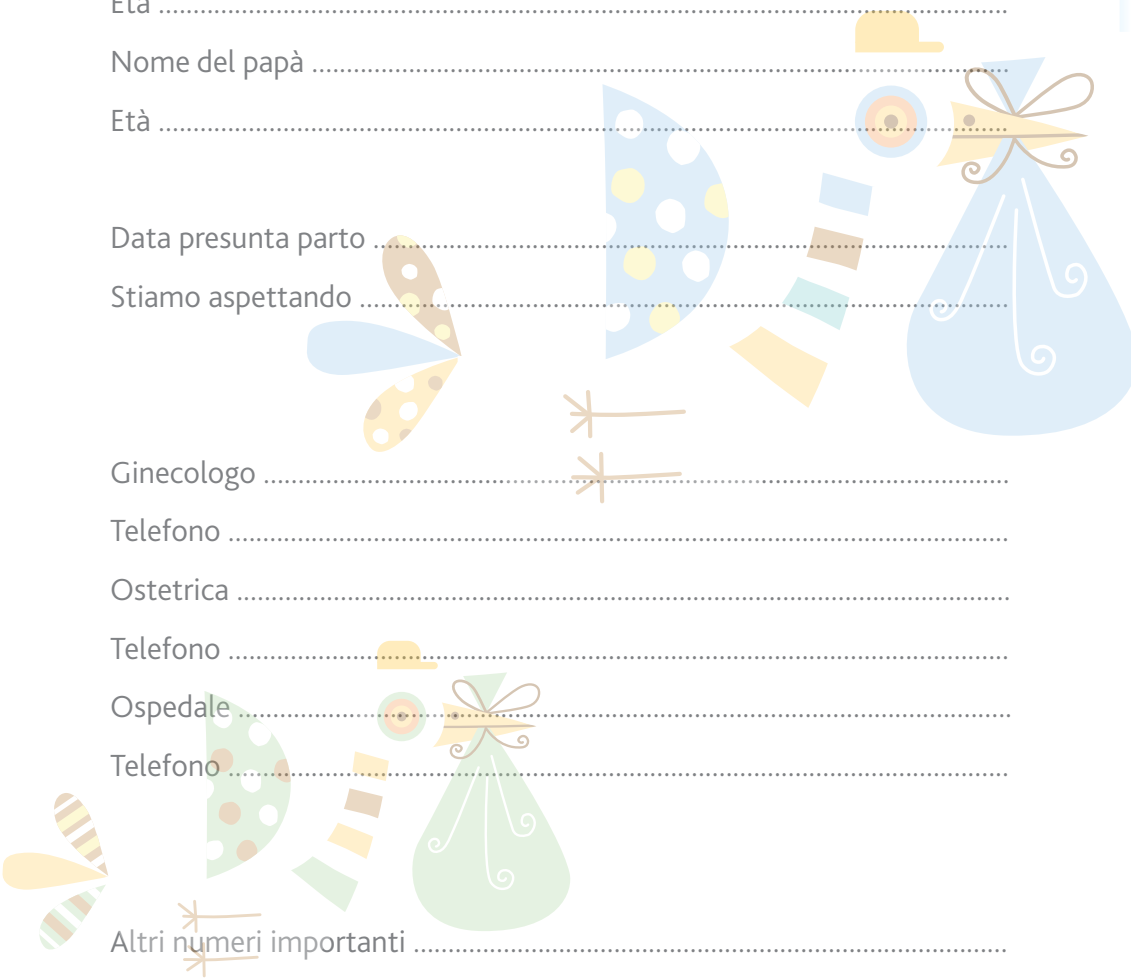 Età ..........
Nome del papà ..........
Età ..........
Data presunta parto ..........
Stiamo aspettando ..........
Ginecologo ..........
Telefono ..........
Ostetrica ..........
Telefono ..........
Ospedale ..........
Telefono ..........
Altri numeri importanti ..........